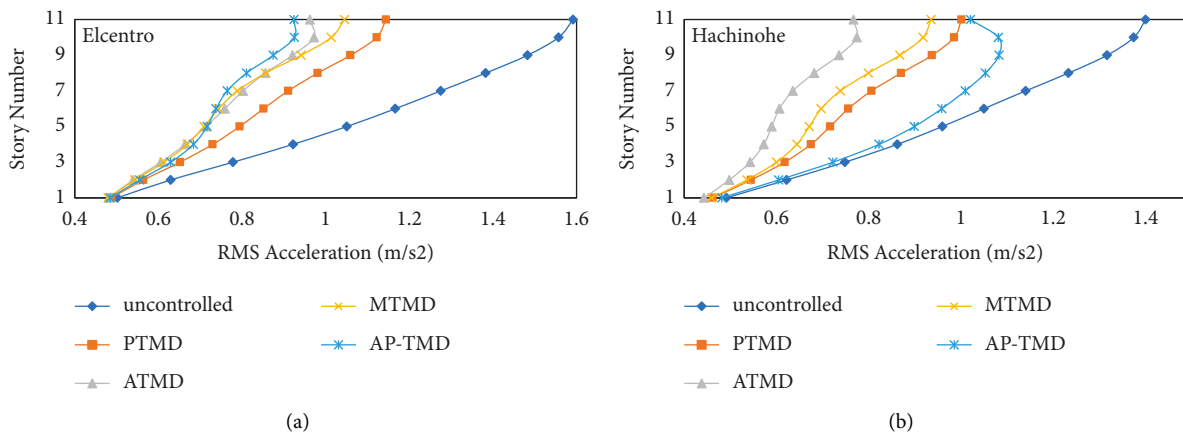 Elcentro
Story Number
11
9
7
5
3
1
0.4 0.6 0.8 1 1.2 1.4 1.6
RMS Acceleration (m/s2)
uncontrolled
PTMD
ATMD
MTMD
AP-TMD
(a)
Hachinohe
Story Number
11
9
7
5
3
1
0.4 0.6 0.8 1 1.2 1.4
RMS Acceleration (m/s2)
uncontrolled
PTMD
ATMD
MTMD
AP-TMD
(b)